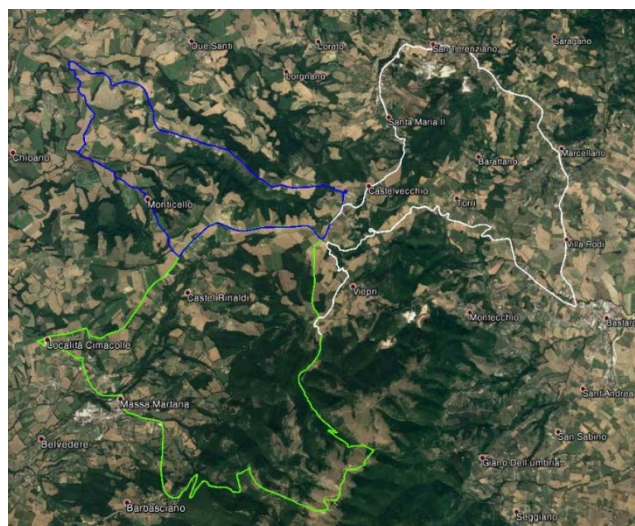 Due Santi
Loreto
San Terenziano
Saragano
Lorgnano
Santa Maria II
Chioano
Barattano
Marcellano
Monticello
Castelvecchio
Torri
Villa Rodi
Castel Rinaldi
Viepri
Montecchio
Bastard
Località Cimacolle
Massa Martana
Sant'Andrea
Belvedere
San Sabino
Giano Dell'umbria
Barbasciano
Seggiano